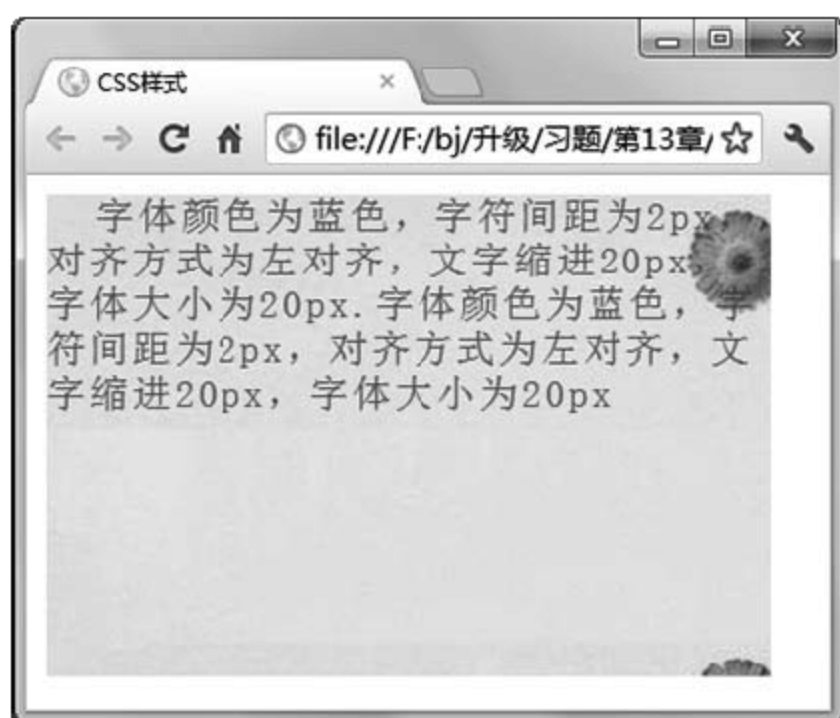 CSS样式
file:///F:/bj/升级/习题/第13章/
字体颜色为蓝色，字符间距为2px
对齐方式为左对齐，文字缩进20px，
字体大小为20px.字体颜色为蓝色，字
符间距为2px，对齐方式为左对齐，文
字缩进20px，字体大小为20px